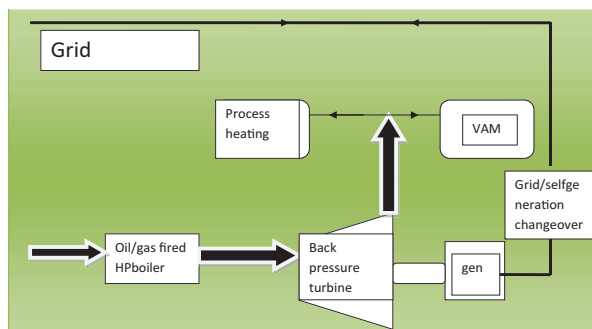 Grid
Process
heating
VAM
Grid/selfge
neration
changeover
Oil/gas fired
HPboiler
Back
pressure
turbine
gen